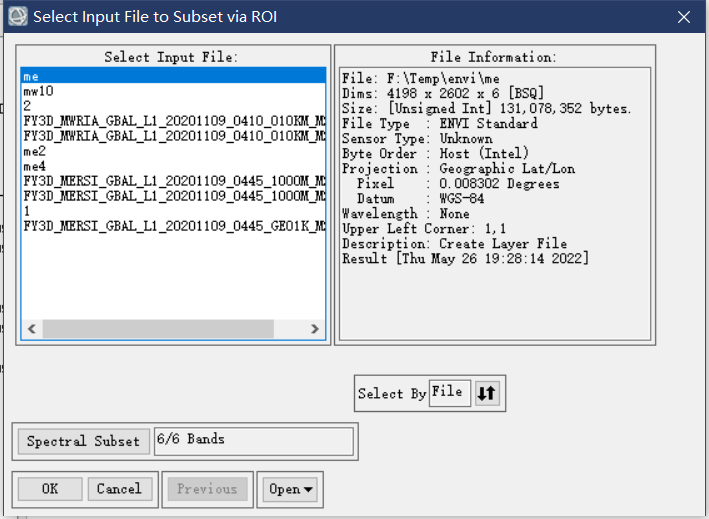 Select Input File to Subset via ROI
Select Input File:
me
mw10
2
FY3D_MWRIA_GBAL_L1_20201109_0410_010KM_M
FY3D_MWRIA_GBAL_L1_20201109_0410_010KM_M
me2
me4
FY3D_MERSI_GBAL_L1_20201109_0445_1000M_M
FY3D_MERSI_GBAL_L1_20201109_0445_1000M_M
1
FY3D_MERSI_GBAL_L1_20201109_0445_GEO1K_M
File Information:
File: F:\Temp\envi\me
Dims: 4198 x 2602 x 6 [BSQ]
Size: [Unsigned Int] 131,078,352 bytes.
File Type : ENVI Standard
Sensor Type: Unknown
Byte Order : Host (Intel)
Projection : Geographic Lat/Lon
Pixel : 0.008302 Degrees
Datum : WGS-84
Wavelength : None
Upper Left Corner: 1,1
Description: Create Layer File
Result [Thu May 26 19:28:14 2022]
Select By File
Spectral Subset 6/6 Bands
OK Cancel Previous Open